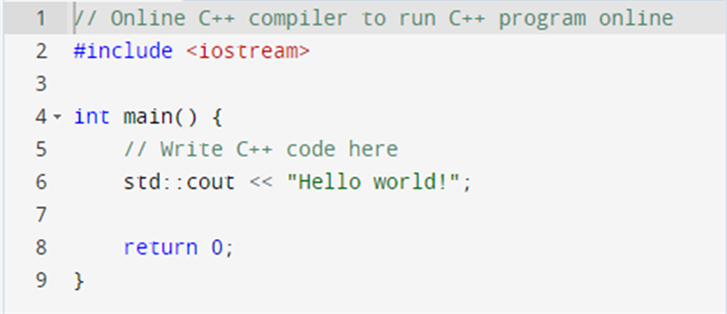 1 // Online C++ compiler to run C++ program online
2 #include <iostream>
3
4 int main() {
5     // Write C++ code here
6     std::cout << "Hello world!";
7
8     return 0;
9 }